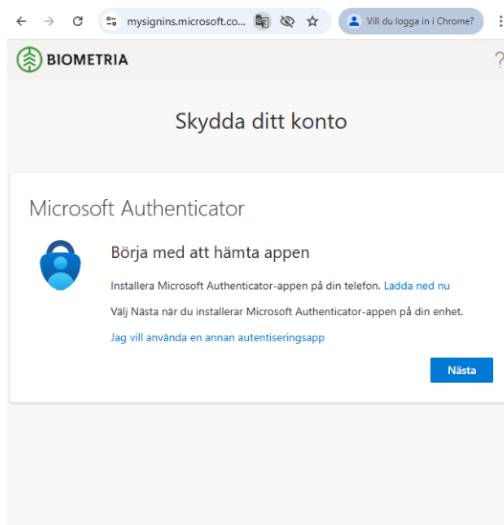 mysignins.microsoft.co...
Vill du logga in i Chrome?
BIOMETRIA
?
Skydda ditt konto
Microsoft Authenticator
Börja med att hämta appen
Installera Microsoft Authenticator-appen på din telefon. Ladda ned nu
Välj Nästa när du installerar Microsoft Authenticator-appen på din enhet.
Jag vill använda en annan autentiseringsapp
Nästa